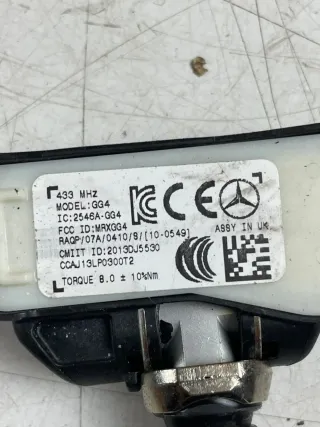 433 MHz
MODEL:GG4
IC:2546A-GG4
FCC ID:MRXGG4
RAQP/07A/0410/S/[10-0549]
CMIIT ID:2013DJ5530
CCAJ13LP0300T2
TORQUE 8.0 ± 10%Nm
CE
ASSY IN UK